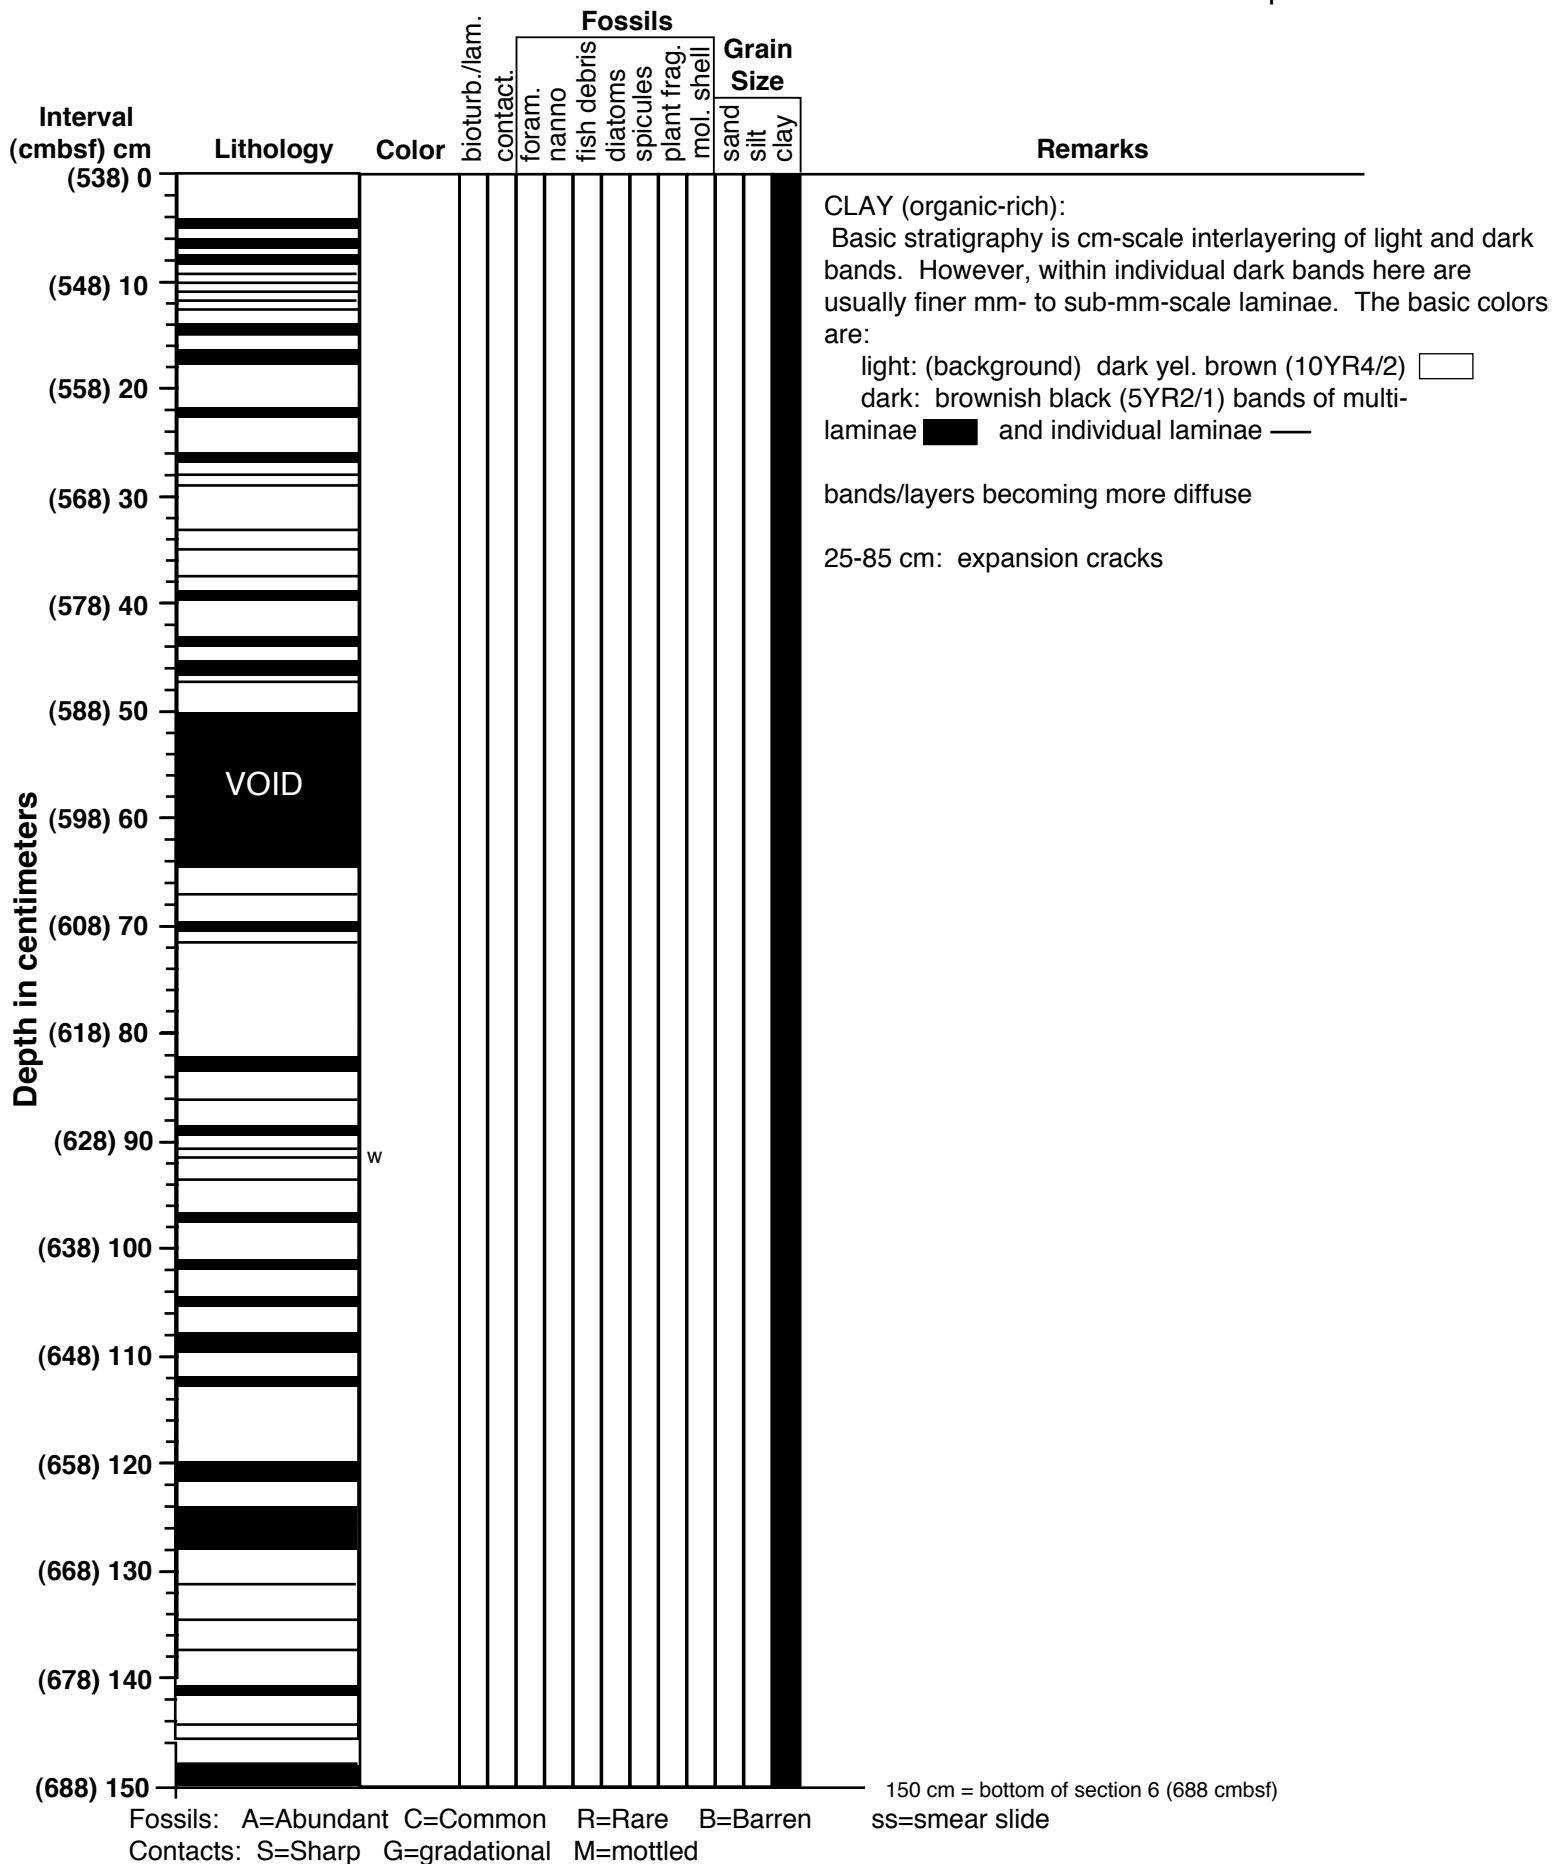 Fossils
Grain
Size
bioturb./lam.
contact.
foram.
nanno
fish debris
diatoms
spicules
plant frag.
mol. shell
sand
silt
clay
Interval
(cmbsf) cm
Lithology
Color
Remarks
(538) 0
CLAY (organic-rich):
Basic stratigraphy is cm-scale interlayering of light and dark
bands. However, within individual dark bands here are
usually finer mm- to sub-mm-scale laminae. The basic colors
are:
light: (background) dark yel. brown (10YR4/2)
dark: brownish black (5YR2/1) bands of multi-
laminae and individual laminae
bands/layers becoming more diffuse
25-85 cm: expansion cracks
(548) 10
(558) 20
(568) 30
(578) 40
(588) 50
VOID
(598) 60
Depth in centimeters
(608) 70
(618) 80
(628) 90
w
(638) 100
(648) 110
(658) 120
(668) 130
(678) 140
(688) 150
150 cm = bottom of section 6 (688 cmbsf)
Fossils: A=Abundant C=Common R=Rare B=Barren ss=smear slide
Contacts: S=Sharp G=gradational M=mottled